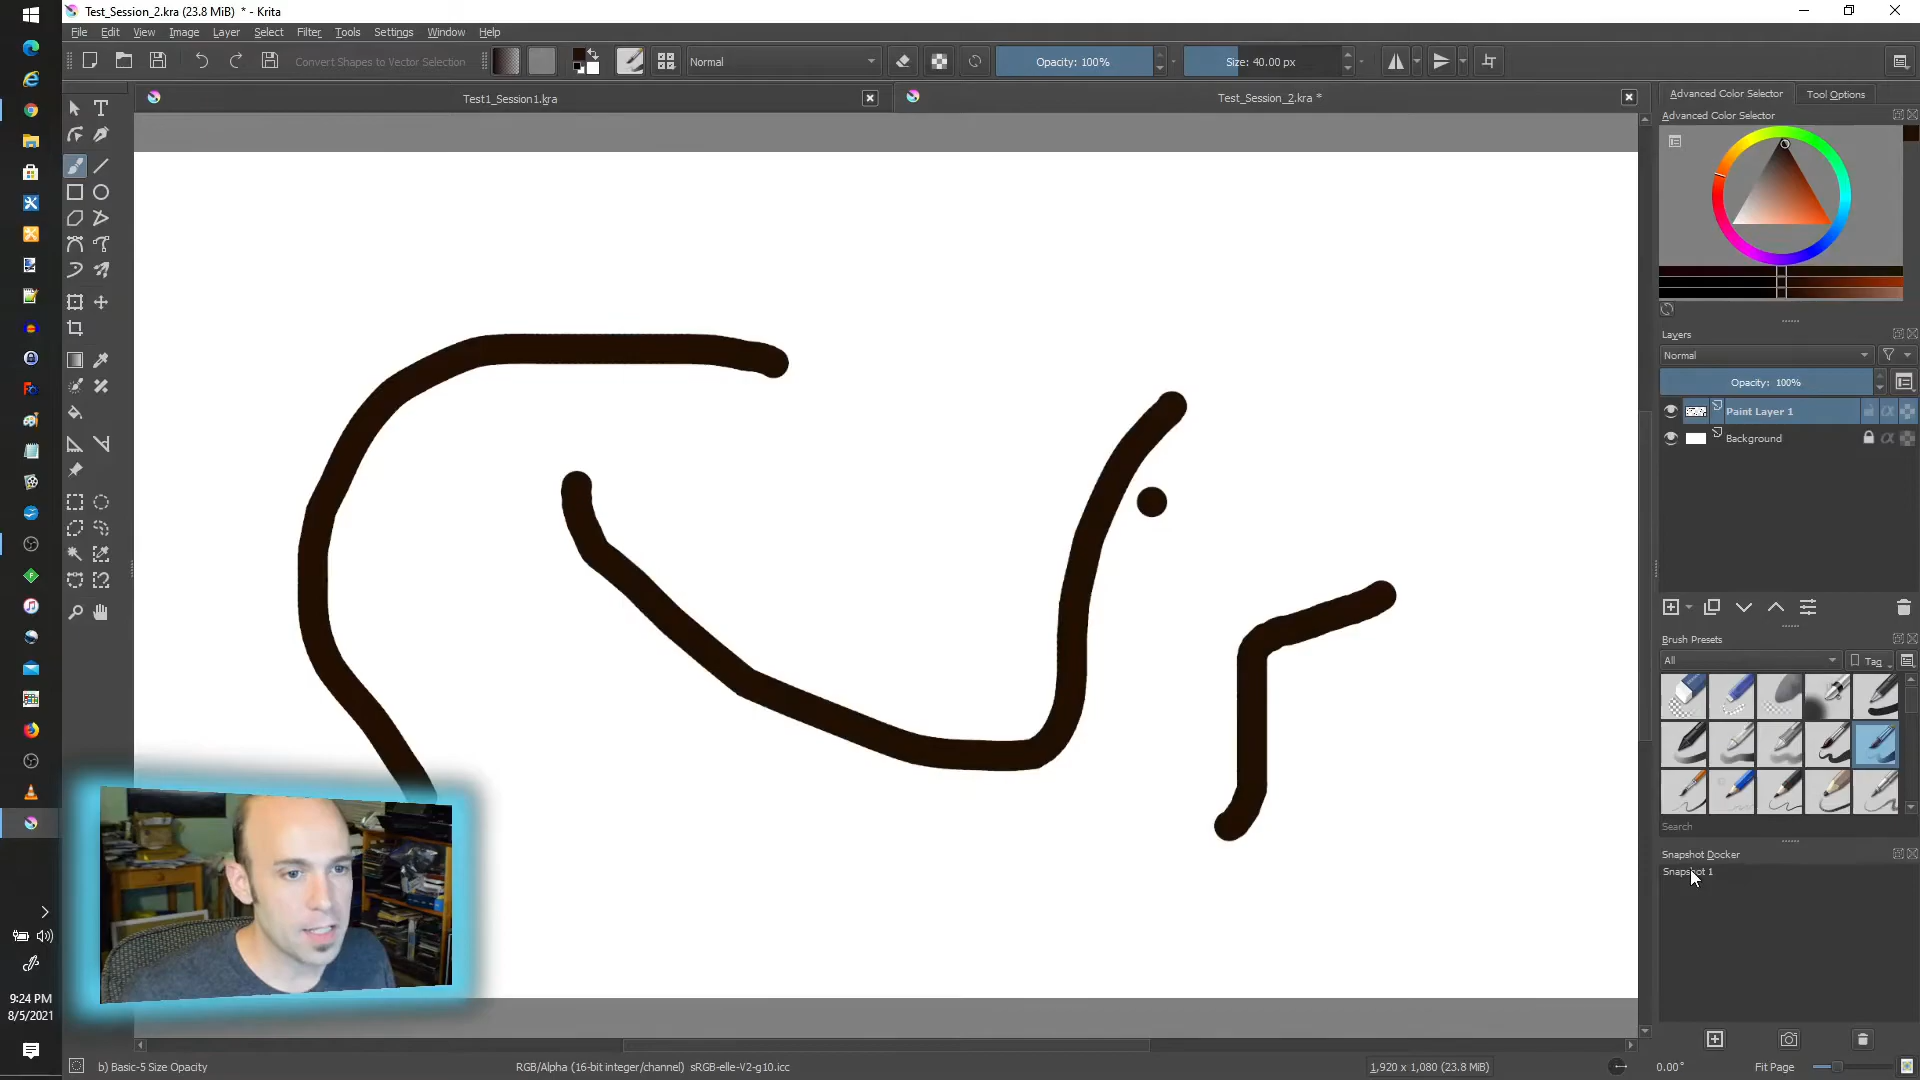 Test_Session_2.kra (23.8 MiB) * - Krita
File Edit View Image Layer Select Filter Tools Settings Window Help
Convert Shapes to Vector Selection
Normal
Opacity: 100%
Size: 40.00 px
Test1_Session1.kra
Test_Session_2.kra *
Advanced Color Selector
Tool Options
Advanced Color Selector
Layers
Normal
Opacity: 100%
Paint Layer 1
Background
Brush Presets
All
Tag
Search
Snapshot Docker
Snapshot 1
9:24 PM
8/5/2021
b) Basic-5 Size Opacity
RGB/Alpha (16-bit integer/channel) sRGB-elle-V2-g10.icc
1,920 x 1,080 (23.8 MiB)
0.00°
Fit Page